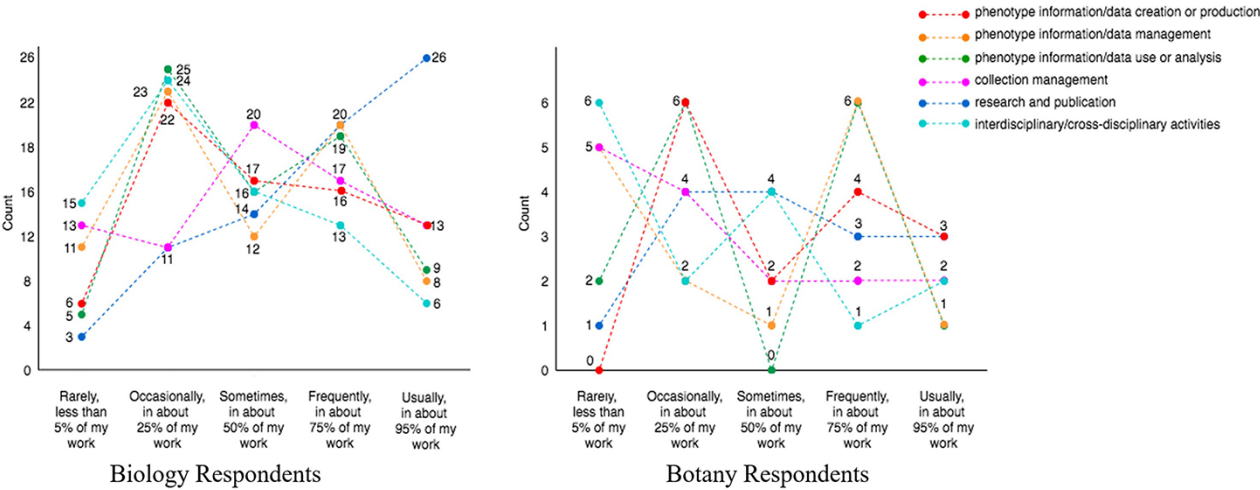 phenotype information/data creation or production
phenotype information/data management
phenotype information/data use or analysis
collection management
research and publication
interdisciplinary/cross-disciplinary activities
Count
26
22
18
16
12
8
4
0
15
13
11
6
5
3
25
24
23
22
11
20
17
16
14
12
20
19
17
16
13
26
13
9
8
6
Rarely,
less than
5% of my
work
Occasionally,
in about
25% of my
work
Sometimes,
in about
50% of my
work
Frequently,
in about
75% of my
work
Usually,
in about
95% of my
work
Biology Respondents
Count
6
5
4
3
2
1
0
6
5
2
1
0
6
4
2
4
2
1
0
6
4
3
2
1
3
2
1
Rarely,
less than
5% of my
work
Occasionally,
in about
25% of my
work
Sometimes,
in about
50% of my
work
Frequently,
in about
75% of my
work
Usually,
in about
95% of my
work
Botany Respondents